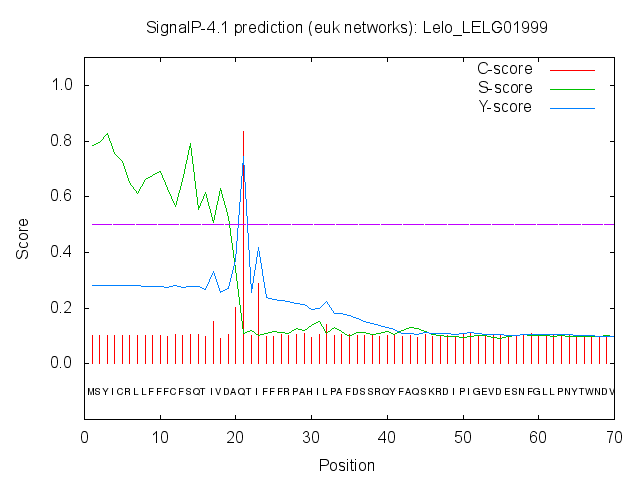 SignalP-4.1 prediction (euk networks): Lelo_LELG01999
C-score
S-score
Y-score
1.0
0.8
0.6
0.4
0.2
0.0
Score
MSYICRLLFFFCFSQTIVDAQTIFFFRPAHILPAFDSSRQYFAQSKRDIPIGEVDESNFGLLPNYTWNDV
0 10 20 30 40 50 60 70
Position